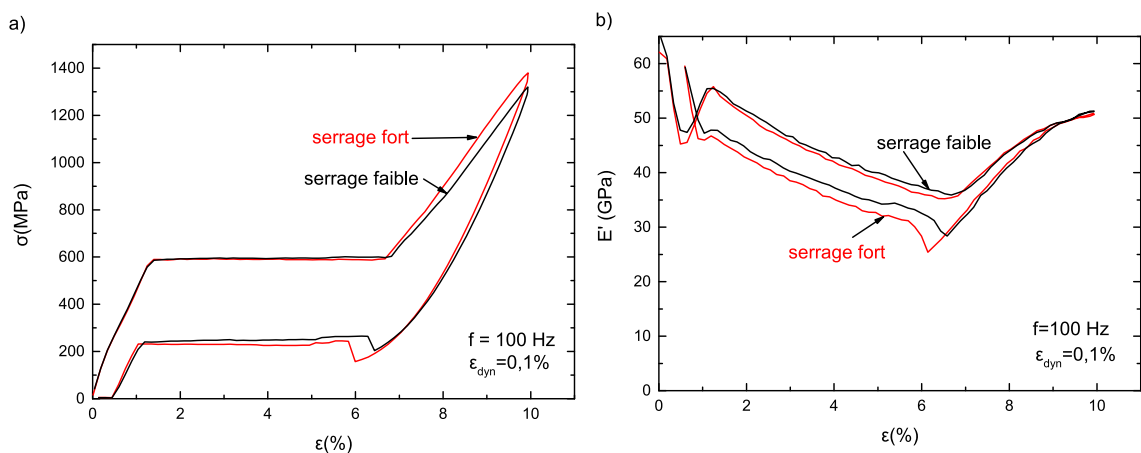 a)
σ(MPa)
1400
1200
1000
800
600
400
200
0
serrage fort
serrage faible
f = 100 Hz
ε_dyn=0,1%
0 2 4 6 8 10
ε(%)
b)
E' (GPa)
60
50
40
30
20
10
0
serrage faible
serrage fort
f=100 Hz
ε_dyn=0,1%
0 2 4 6 8 10
ε(%)